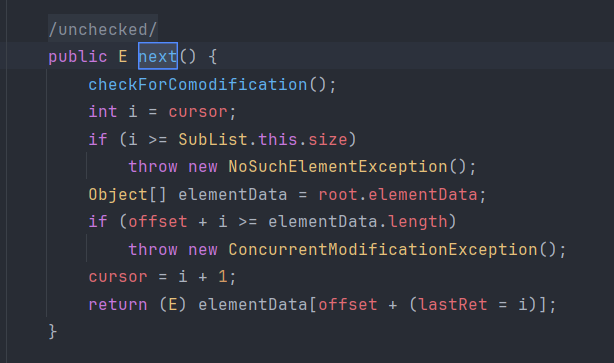 /unchecked/
public E next() {
checkForComodification();
int i = cursor;
if (i >= SubList.this.size)
throw new NoSuchElementException();
Object[] elementData = root.elementData;
if (offset + i >= elementData.length)
throw new ConcurrentModificationException();
cursor = i + 1;
return (E) elementData[offset + (lastRet = i)];
}